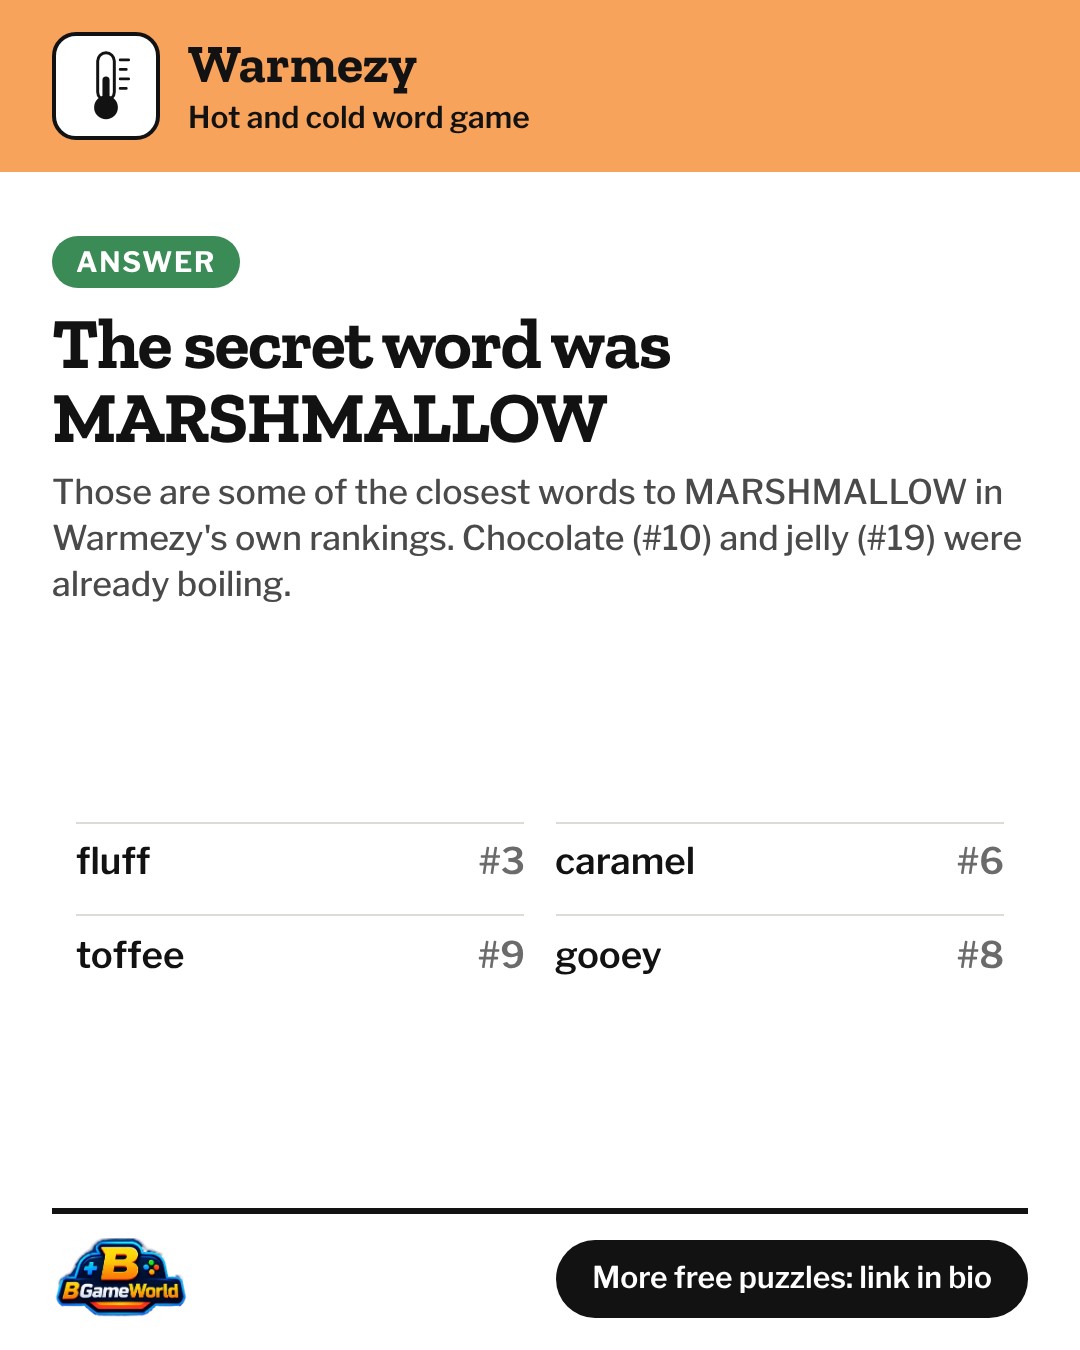 Warmezy
Hot and cold word game
ANSWER
The secret word was
MARSHMALLOW
Those are some of the closest words to MARSHMALLOW in
Warmezy's own rankings. Chocolate (#10) and jelly (#19) were
already boiling.
fluff #3 caramel #6
toffee #9 gooey #8
B
BGameWorld
More free puzzles: link in bio